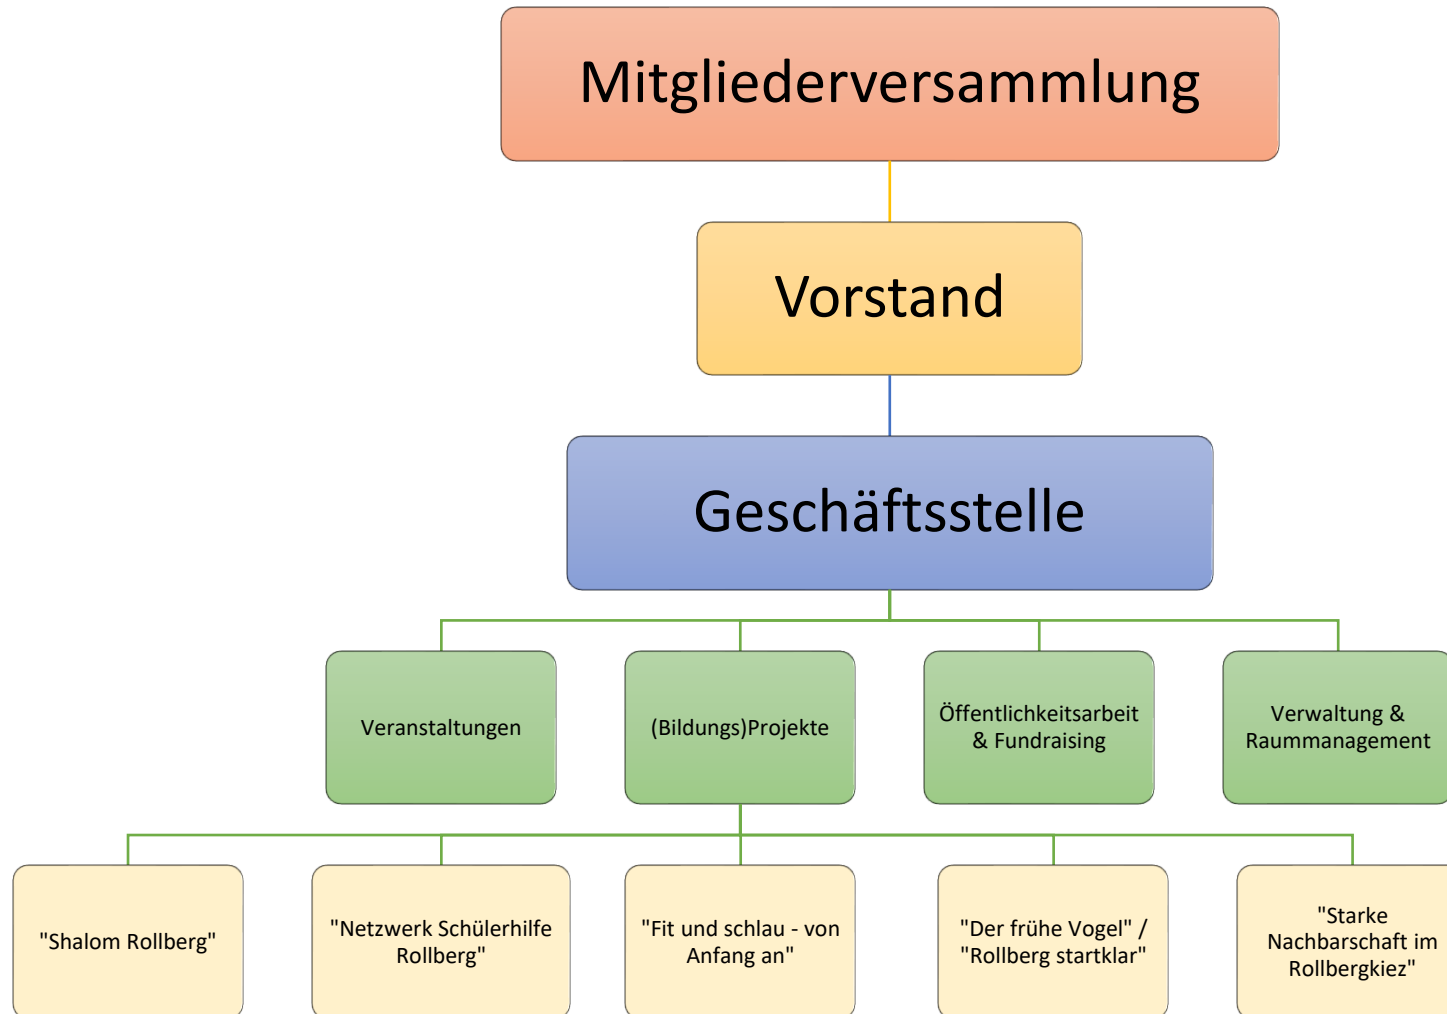 Mitgliederversammlung
Vorstand
Geschäftsstelle
Veranstaltungen
(Bildungs)Projekte
Öffentlichkeitsarbeit
& Fundraising
Verwaltung &
Raummanagement
"Shalom Rollberg"
"Netzwerk Schülerhilfe
Rollberg"
"Fit und schlau - von
Anfang an"
"Der frühe Vogel" /
"Rollberg startklar"
"Starke
Nachbarschaft im
Rollbergkiez"